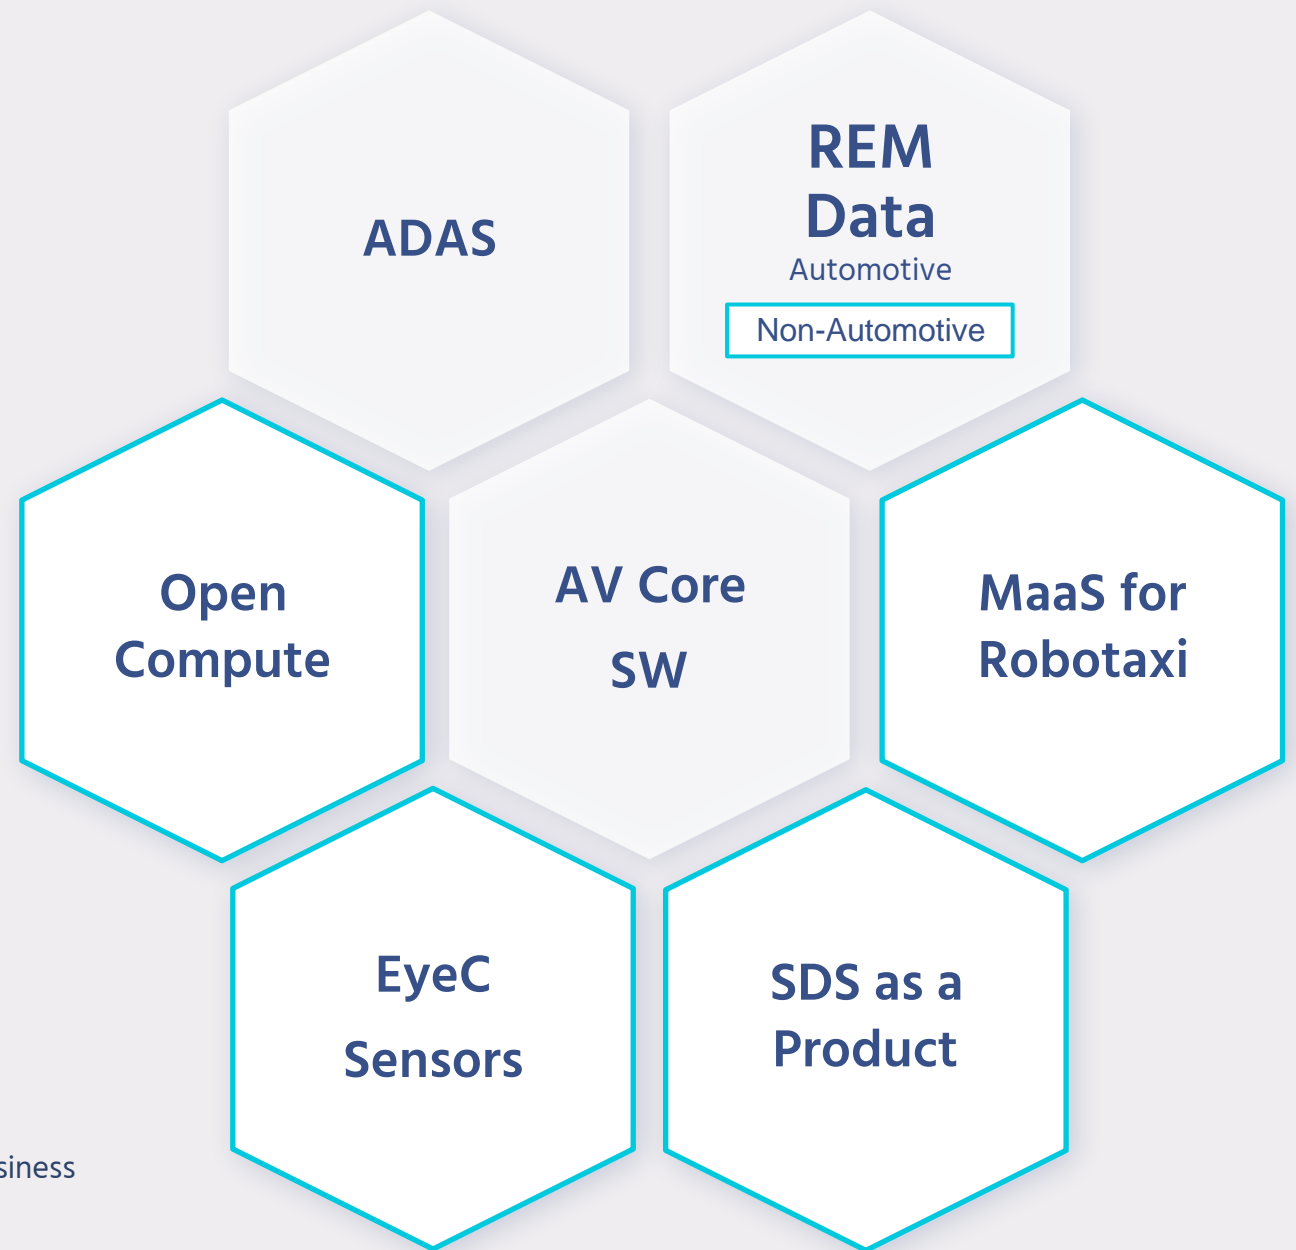 ADAS
REM
Data
Automotive
Non-Automotive
Open
Compute
AV Core
SW
MaaS for
Robotaxi
EyeC
Sensors
SDS as a
Product
siness